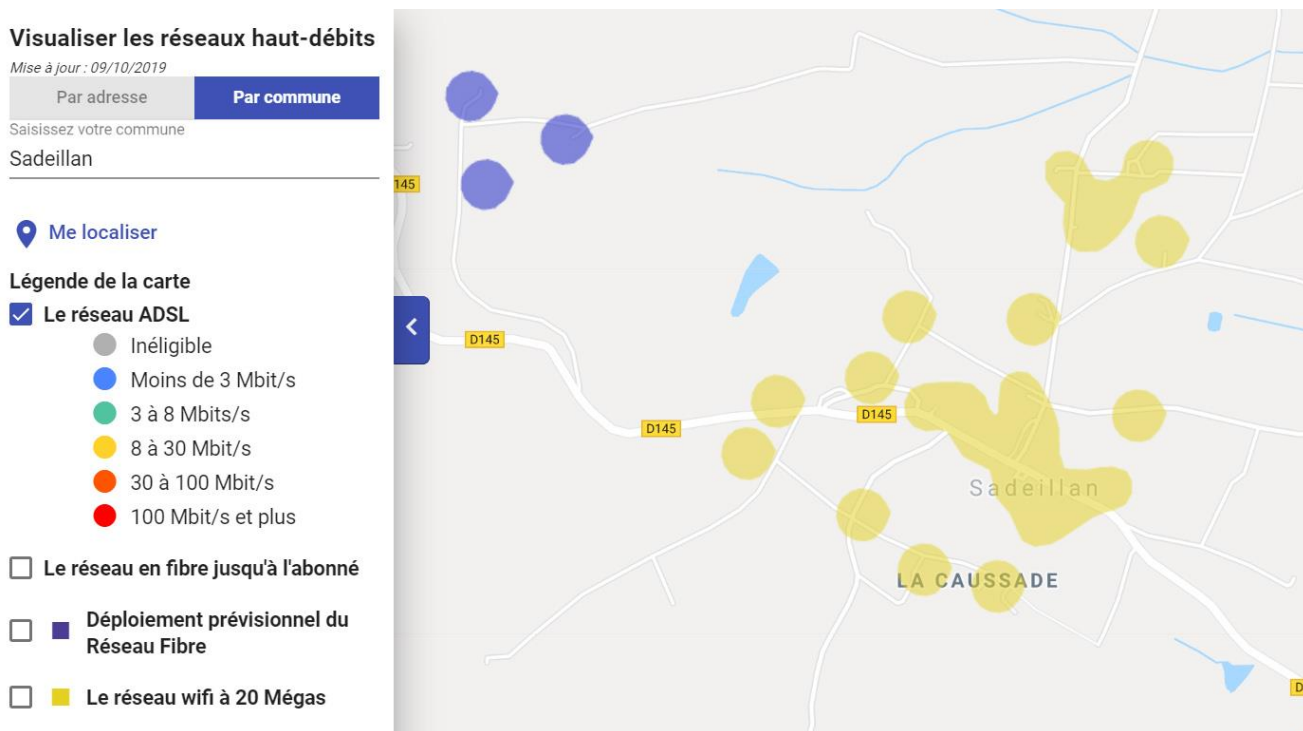 Visualiser les réseaux haut-débits
Mise à jour : 09/10/2019
Par adresse
Par commune
Saisissez votre commune
Sadeillan
Me localiser
Légende de la carte
Le réseau ADSL
Inéligible
Moins de 3 Mbit/s
3 à 8 Mbits/s
8 à 30 Mbit/s
30 à 100 Mbit/s
100 Mbit/s et plus
Le réseau en fibre jusqu'à l'abonné
Déploiement prévisionnel du
Réseau Fibre
Le réseau wifi à 20 Mégas
145
D145
D145
D145
Sadeillan
LA CAUSSADE
D